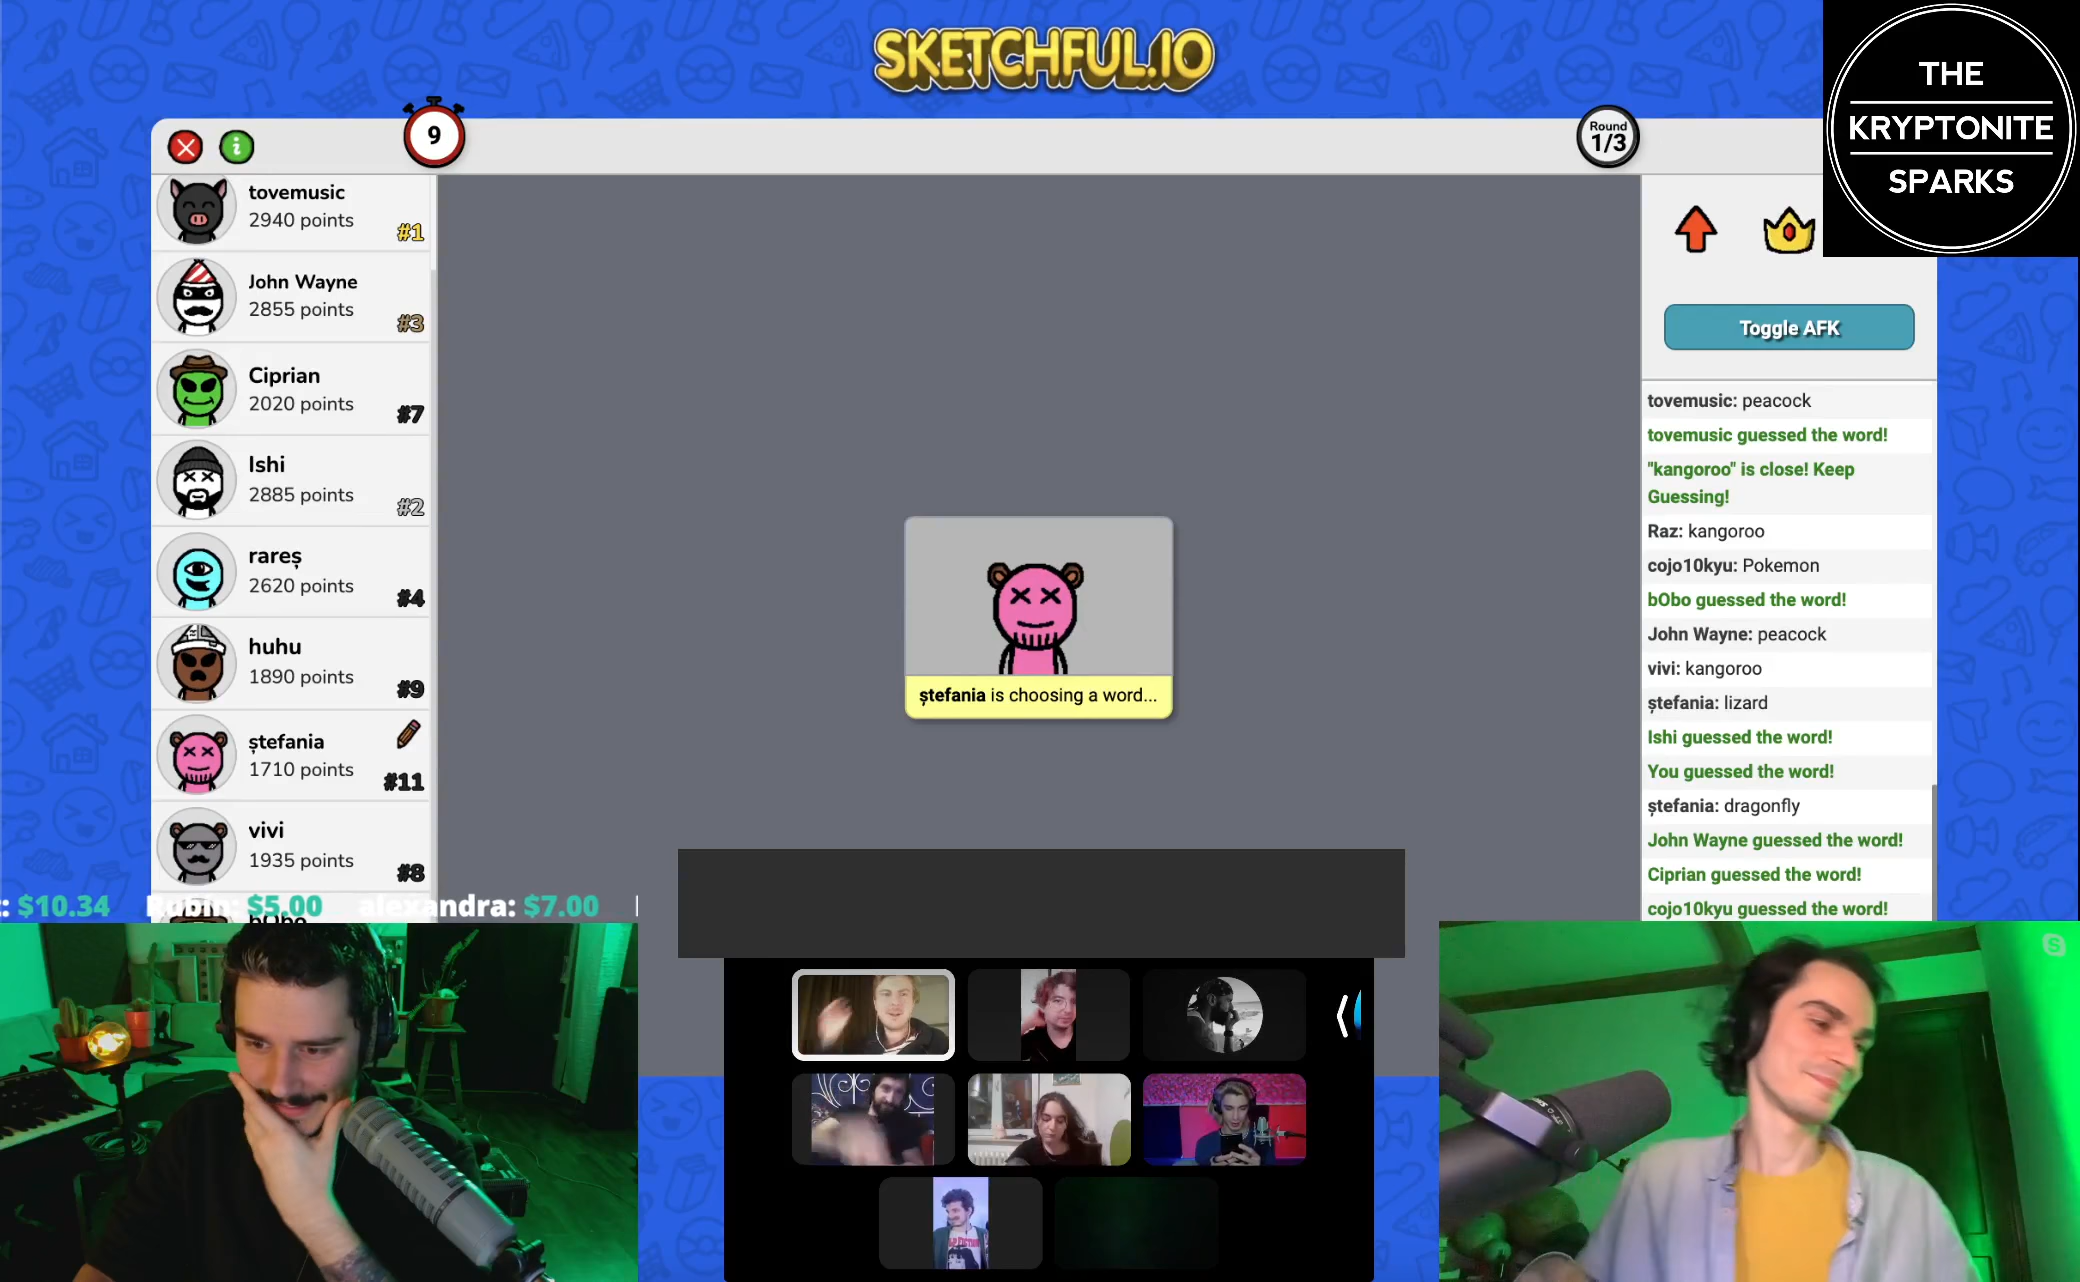 SKETCHFUL.IO
THE
KRYPTONITE
SPARKS
9
Round
1/3
tovemusic
2940 points
#1
John Wayne
2855 points
#3
Ciprian
2020 points
#7
Ishi
2885 points
#2
rareș
2620 points
#4
huhu
1890 points
#9
ștefania
1710 points
#11
vivi
1935 points
#8
bObo
ștefania is choosing a word...
Toggle AFK
tovemusic: peacock
tovemusic guessed the word!
"kangoroo" is close! Keep
Guessing!
Raz: kangoroo
cojo10kyu: Pokemon
bObo guessed the word!
John Wayne: peacock
vivi: kangoroo
ștefania: lizard
Ishi guessed the word!
You guessed the word!
ștefania: dragonfly
John Wayne guessed the word!
Ciprian guessed the word!
cojo10kyu guessed the word!
: $10.34 Rubin: $5.00 alexandra: $7.00